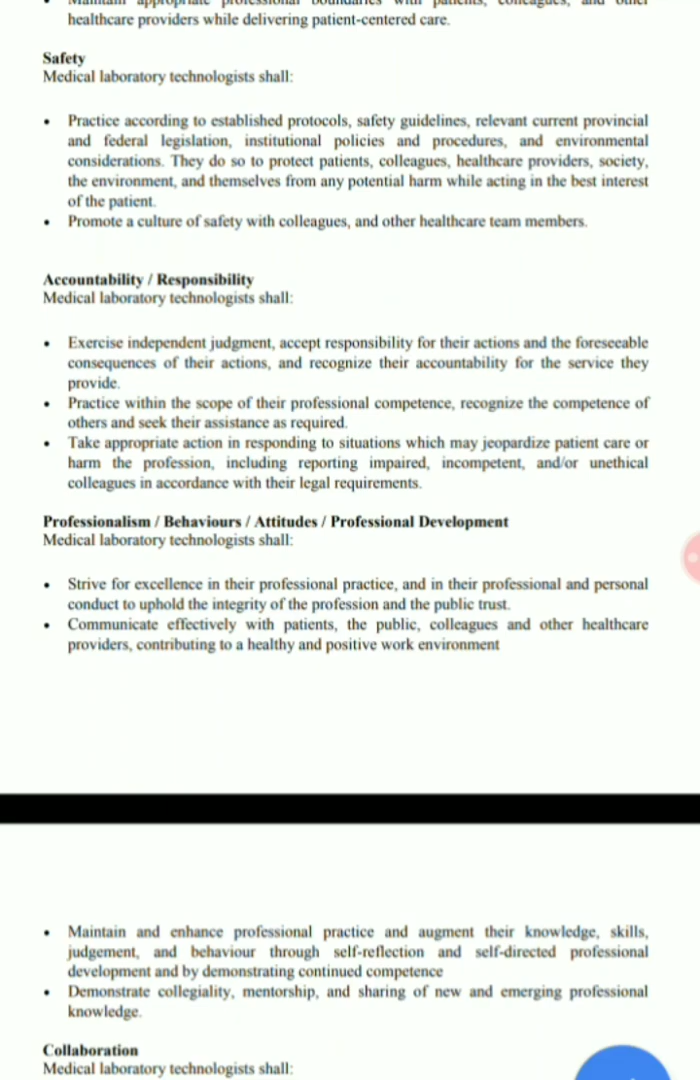 • Maintain appropriate professional boundaries with patients, colleagues, and other
healthcare providers while delivering patient-centered care.
Safety
Medical laboratory technologists shall:
• Practice according to established protocols, safety guidelines, relevant current provincial
and federal legislation, institutional policies and procedures, and environmental
considerations. They do so to protect patients, colleagues, healthcare providers, society,
the environment, and themselves from any potential harm while acting in the best interest
of the patient.
• Promote a culture of safety with colleagues, and other healthcare team members.
Accountability / Responsibility
Medical laboratory technologists shall:
• Exercise independent judgment, accept responsibility for their actions and the foreseeable
consequences of their actions, and recognize their accountability for the service they
provide.
• Practice within the scope of their professional competence, recognize the competence of
others and seek their assistance as required.
• Take appropriate action in responding to situations which may jeopardize patient care or
harm the profession, including reporting impaired, incompetent, and/or unethical
colleagues in accordance with their legal requirements.
Professionalism / Behaviours / Attitudes / Professional Development
Medical laboratory technologists shall:
• Strive for excellence in their professional practice, and in their professional and personal
conduct to uphold the integrity of the profession and the public trust.
• Communicate effectively with patients, the public, colleagues and other healthcare
providers, contributing to a healthy and positive work environment
• Maintain and enhance professional practice and augment their knowledge, skills,
judgement, and behaviour through self-reflection and self-directed professional
development and by demonstrating continued competence
• Demonstrate collegiality, mentorship, and sharing of new and emerging professional
knowledge.
Collaboration
Medical laboratory technologists shall: